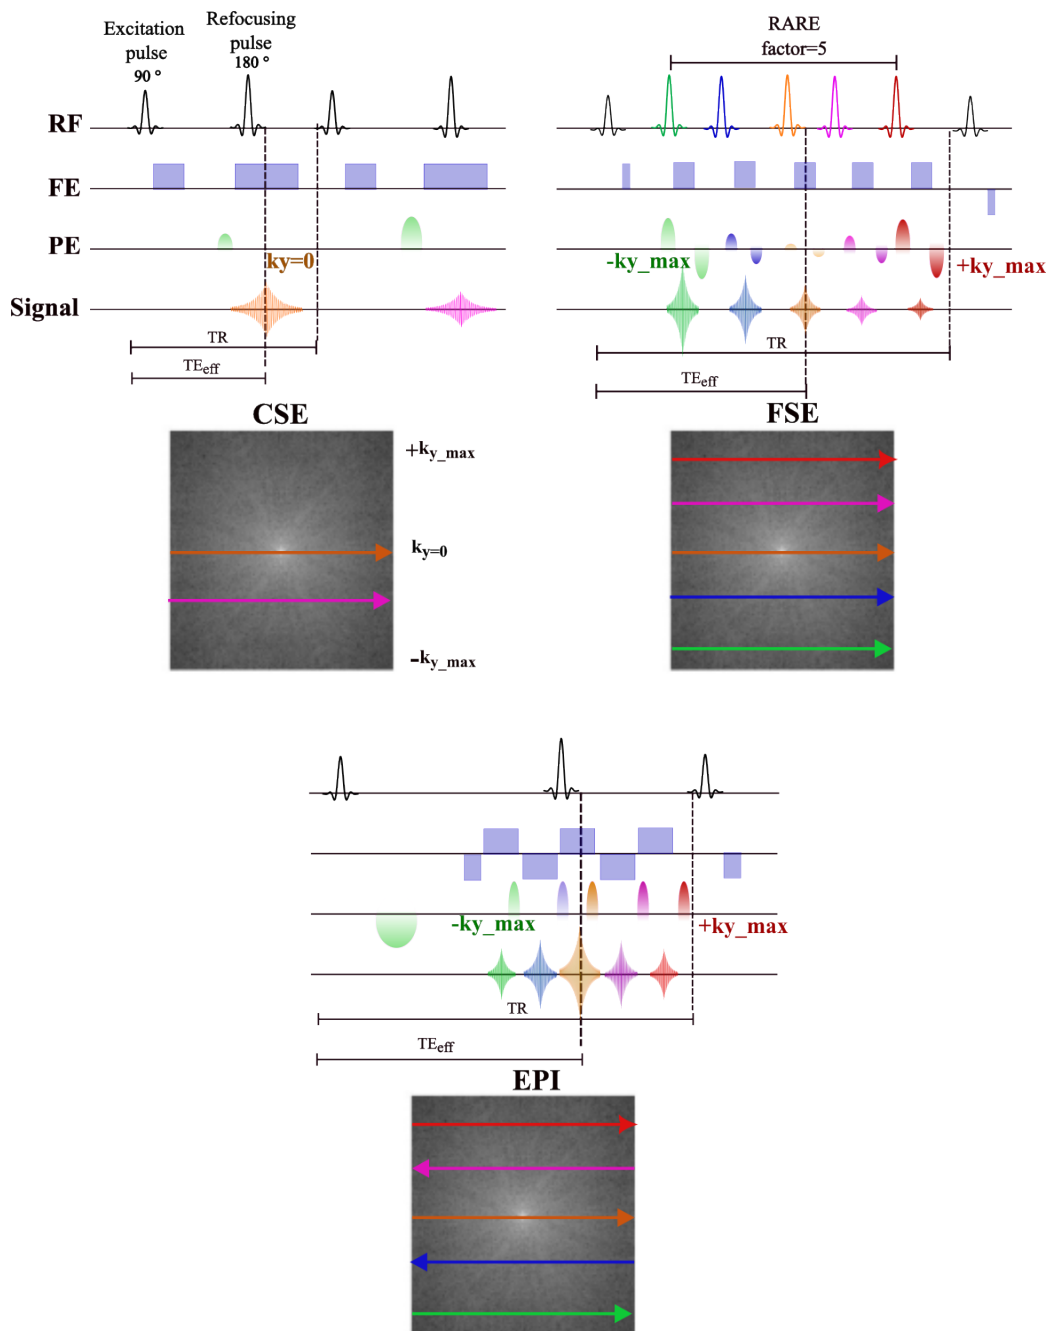 Excitation
pulse
90 °
Refocusing
pulse
180°
RARE
factor=5
RF
FE
PE
ky=0
-ky_max
+ky_max
Signal
TR
TEeff
TR
TEeff
CSE
FSE
+ky_max
ky=0
-ky_max
-ky_max
+ky_max
TR
TEeff
EPI